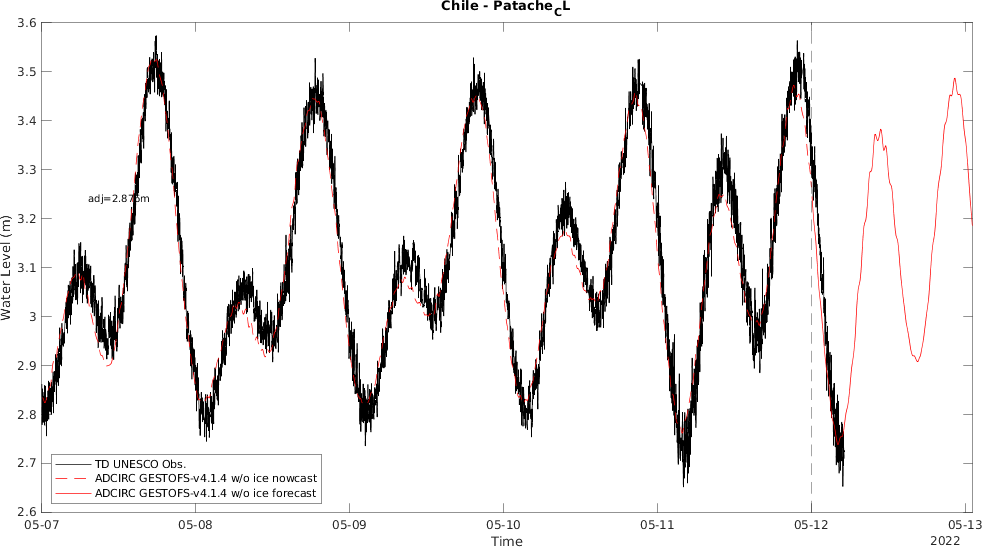 Chile - Patache_CL
3.6
3.5
3.4
3.3
3.2
3.1
3
2.9
2.8
2.7
2.6
Water Level (m)
adj=2.876m
TD UNESCO Obs.
ADCIRC GESTOFS-v4.1.4 w/o ice nowcast
ADCIRC GESTOFS-v4.1.4 w/o ice forecast
05-07 05-08 05-09 05-10 05-11 05-12 05-13
Time
2022